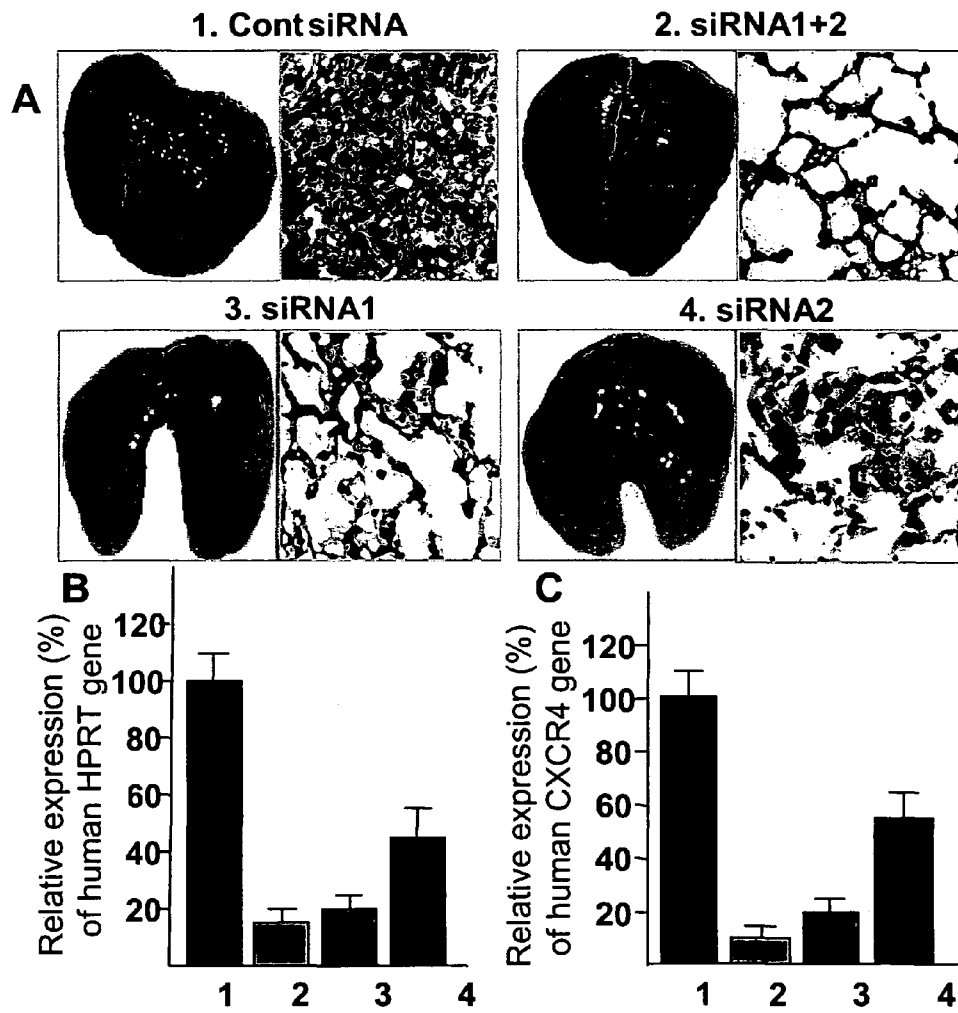 1. Cont siRNA
2. siRNA1+2
A
3. siRNA1
4. siRNA2
B
Relative expression (%)
of human HPRT gene
120
100
80
60
40
20
1 2 3 4
C
Relative expression (%)
of human CXCR4 gene
120
100
80
60
40
20
1 2 3 4